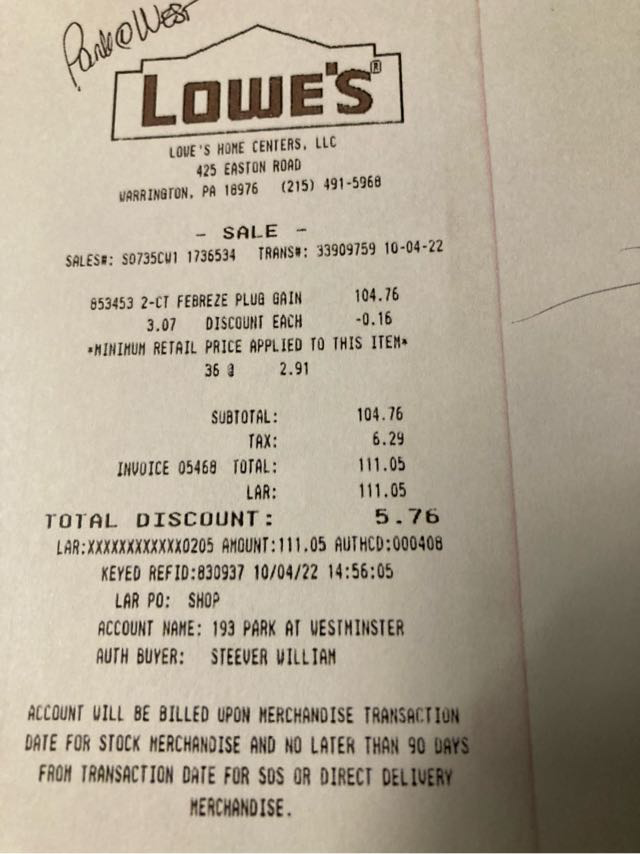 Park@West
LOWE'S®
LOWE'S HOME CENTERS, LLC
425 EASTON ROAD
WARRINGTON, PA 18976 (215) 491-5968
- SALE -
SALES#: S0735CW1 1736534 TRANS#: 33909759 10-04-22
853453 2-CT FEBREZE PLUG GAIN 104.76
3.07 DISCOUNT EACH -0.16
*MINIMUM RETAIL PRICE APPLIED TO THIS ITEM*
36 @ 2.91
SUBTOTAL: 104.76
TAX: 6.29
INVOICE 05468 TOTAL: 111.05
LAR: 111.05
TOTAL DISCOUNT: 5.76
LAR:XXXXXXXXXXXX0205 AMOUNT:111.05 AUTHCD:000408
KEYED REFID:830937 10/04/22 14:56:05
LAR PO: SHOP
ACCOUNT NAME: 193 PARK AT WESTMINSTER
AUTH BUYER: STEEVER WILLIAM
ACCOUNT WILL BE BILLED UPON MERCHANDISE TRANSACTION
DATE FOR STOCK MERCHANDISE AND NO LATER THAN 90 DAYS
FROM TRANSACTION DATE FOR SOS OR DIRECT DELIVERY
MERCHANDISE.